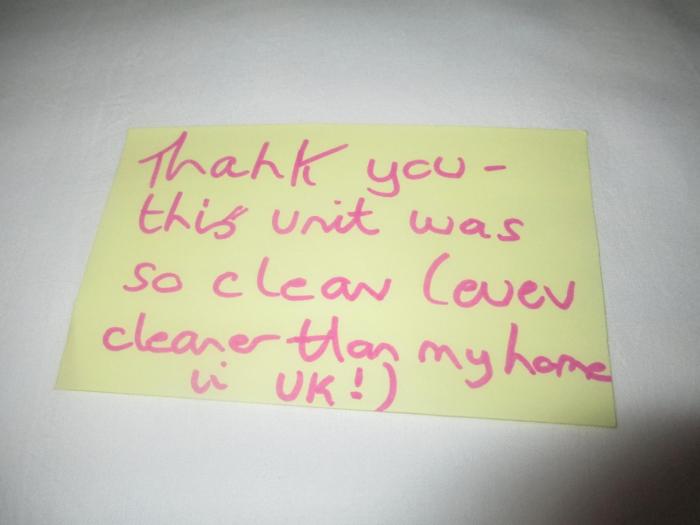 Thank you -
this unit was
so clean (even
cleaner than my home
in UK!)